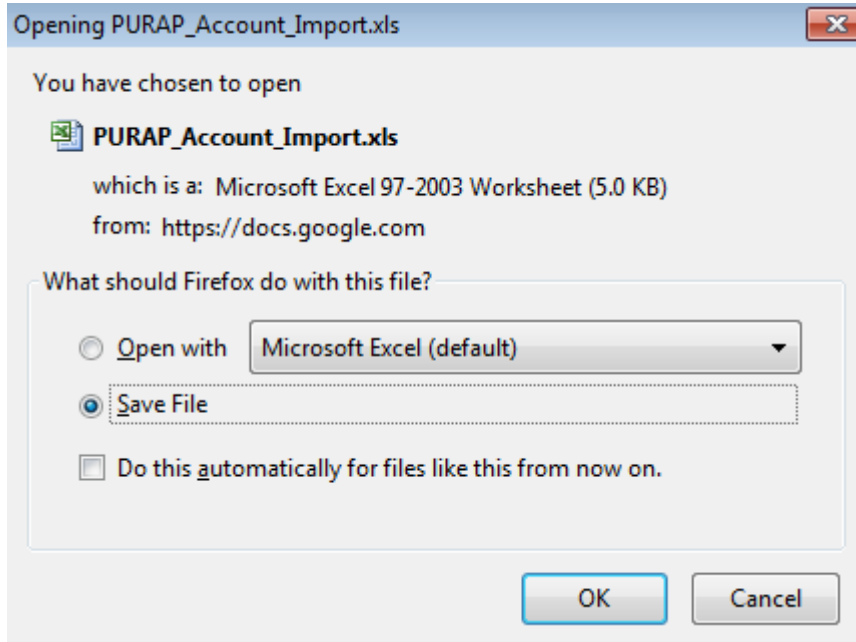 Opening PURAP_Account_Import.xls
You have chosen to open
PURAP_Account_Import.xls
which is a: Microsoft Excel 97-2003 Worksheet (5.0 KB)
from: https://docs.google.com
What should Firefox do with this file?
Open with Microsoft Excel (default)
Save File
Do this automatically for files like this from now on.
OK Cancel